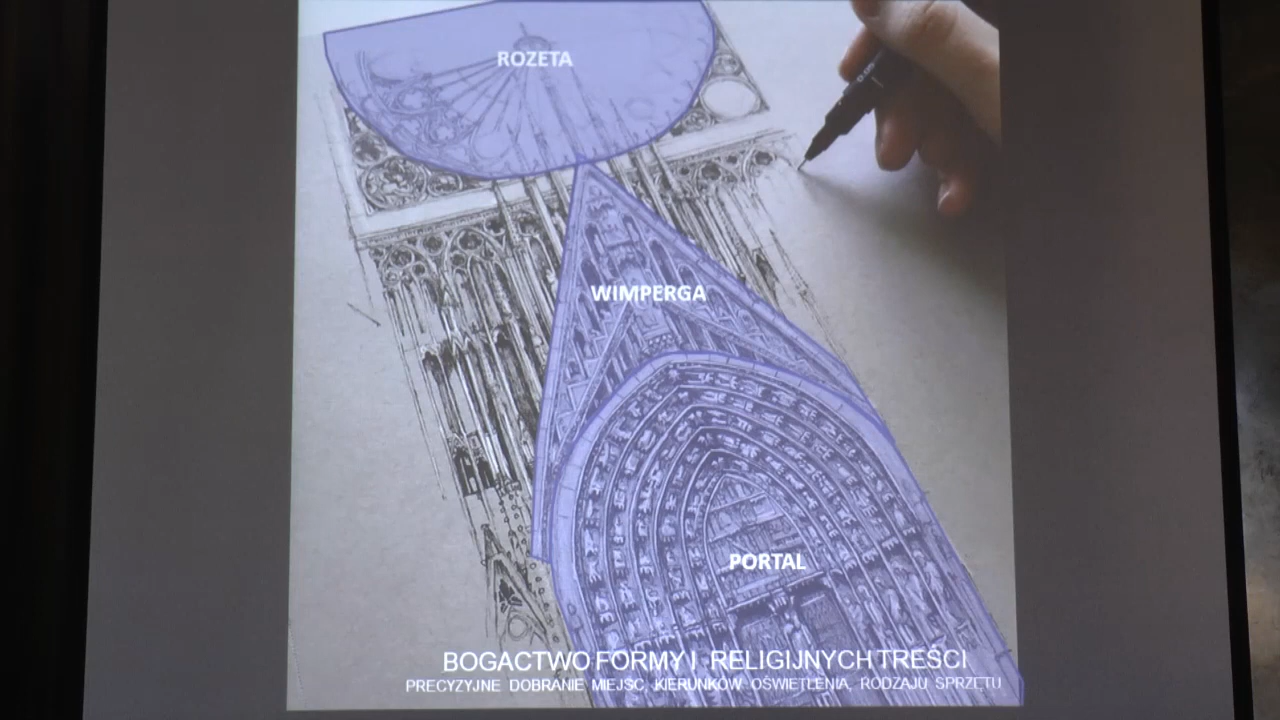 ROZETA
WIMPERGA
PORTAL
BOGACTWO FORMY I RELIGIJNYCH TREŚCI
PRECYZYJNE DOBRANIE MIEJSC, KIERUNKÓW OŚWIETLENIA, RODZAJU SPRZĘTU